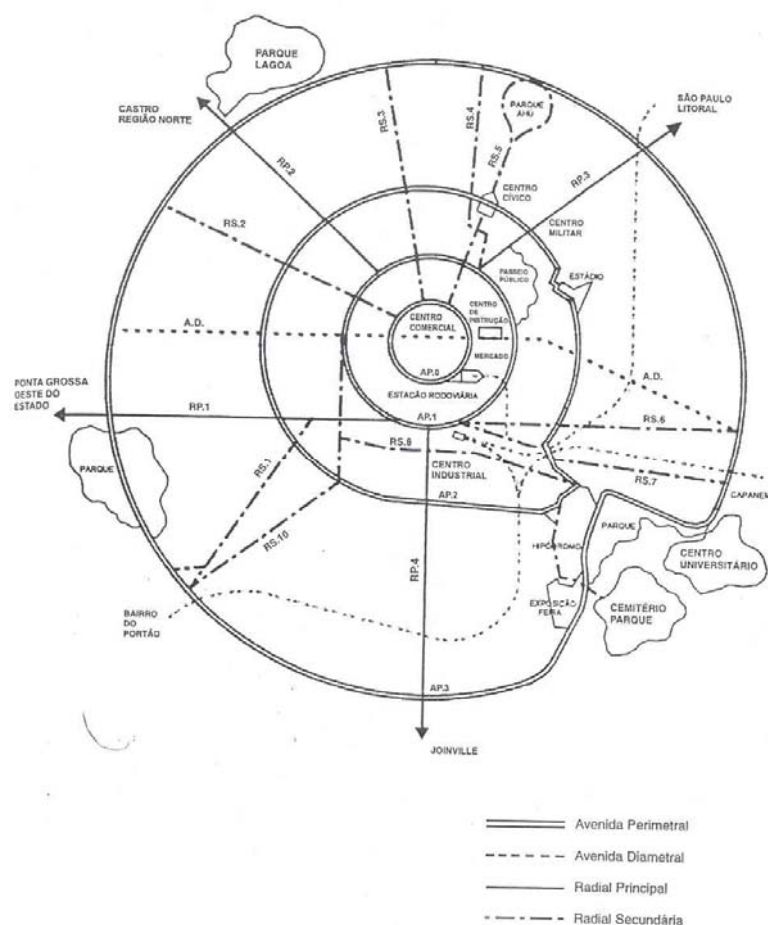 PARQUE
LAGOA
CASTRO
REGIÃO NORTE
SÃO PAULO
LITORAL
RS.3
RS.4
PARQUE
AHU
RS.5
RP.2
RP.3
CENTRO
CÍVICO
RS.2
CENTRO
MILITAR
PASSEIO
PÚBLICO
ESTÁDIO
CENTRO
COMERCIAL
CENTRO
DE
INSTRUÇÃO
A.D.
MERCADO
AP.0
A.D.
PONTA GROSSA
OESTE DO
ESTADO
ESTAÇÃO RODOVIÁRIA
RP.1
AP.1
RS.6
RS.8
PARQUE
RS.1
CENTRO
INDUSTRIAL
RS.7
CAPANEM
AP.2
RS.10
PARQUE
HIPÓDROMO
CENTRO
UNIVERSITÁRIO
RP.4
EXPOSIÇÃO
FEIRA
CEMITÉRIO
PARQUE
BAIRRO
DO
PORTÃO
AP.3
JOINVILLE
Avenida Perimetral
Avenida Diametral
Radial Principal
Radial Secundária